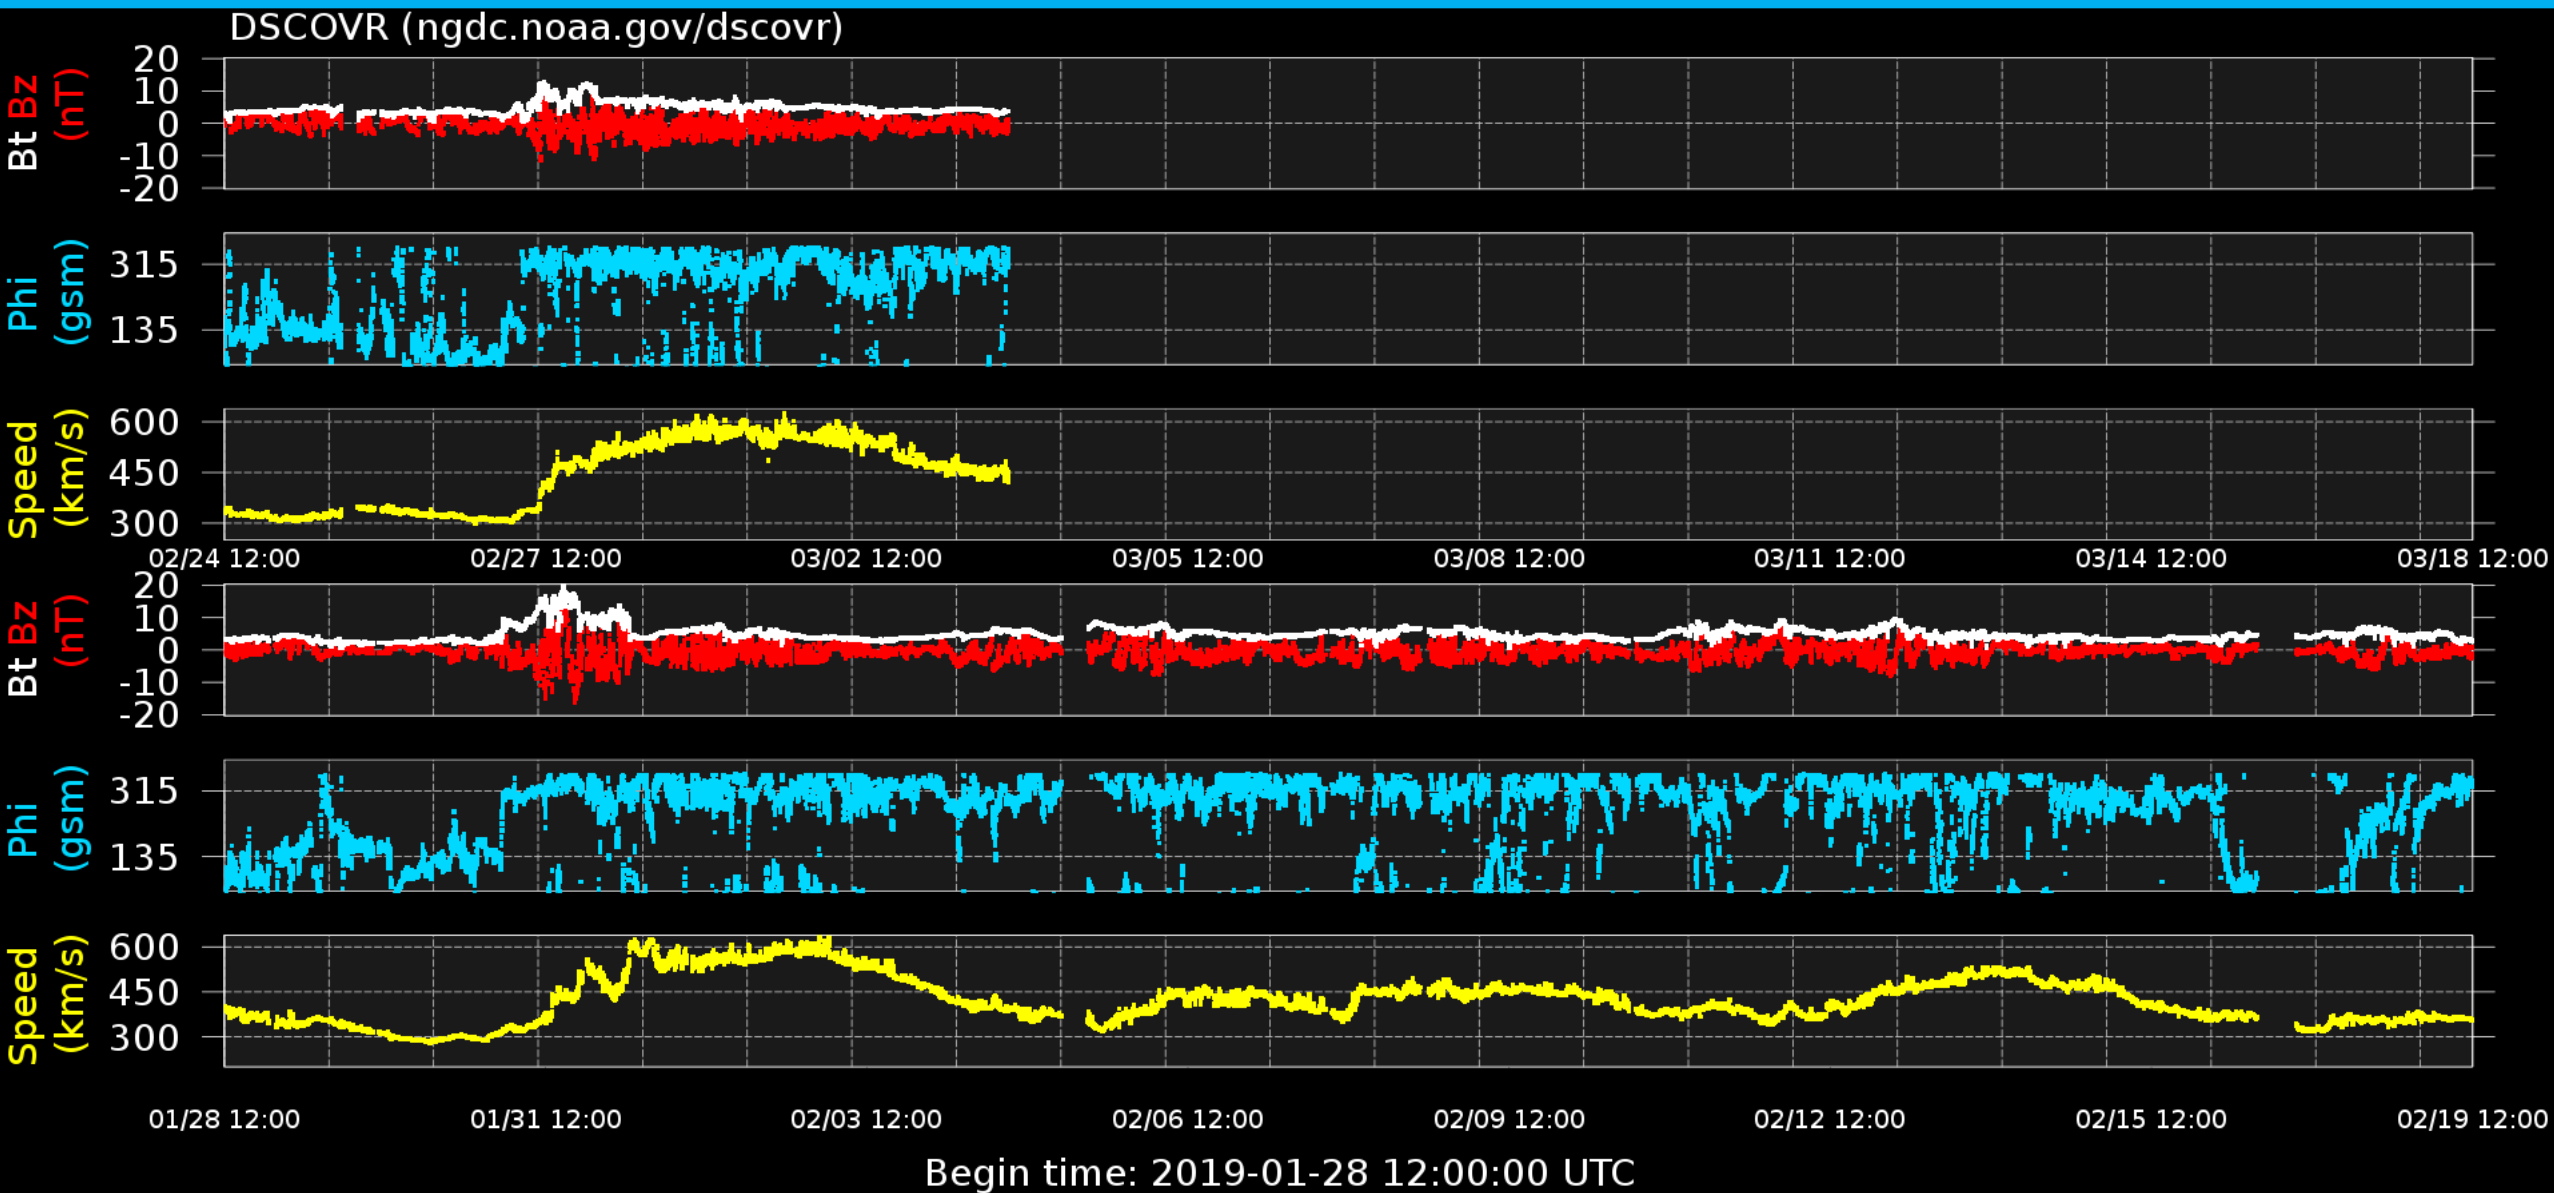 DSCOVR (ngdc.noaa.gov/dscovr)
Bt Bz
(nT)
20
10
0
-10
-20
Phi
(gsm)
315
135
Speed
(km/s)
600
450
300
02/24 12:00 02/27 12:00 03/02 12:00 03/05 12:00 03/08 12:00 03/11 12:00 03/14 12:00 03/18 12:00
Bt Bz
(nT)
20
10
0
-10
-20
Phi
(gsm)
315
135
Speed
(km/s)
600
450
300
01/28 12:00 01/31 12:00 02/03 12:00 02/06 12:00 02/09 12:00 02/12 12:00 02/15 12:00 02/19 12:00
Begin time: 2019-01-28 12:00:00 UTC